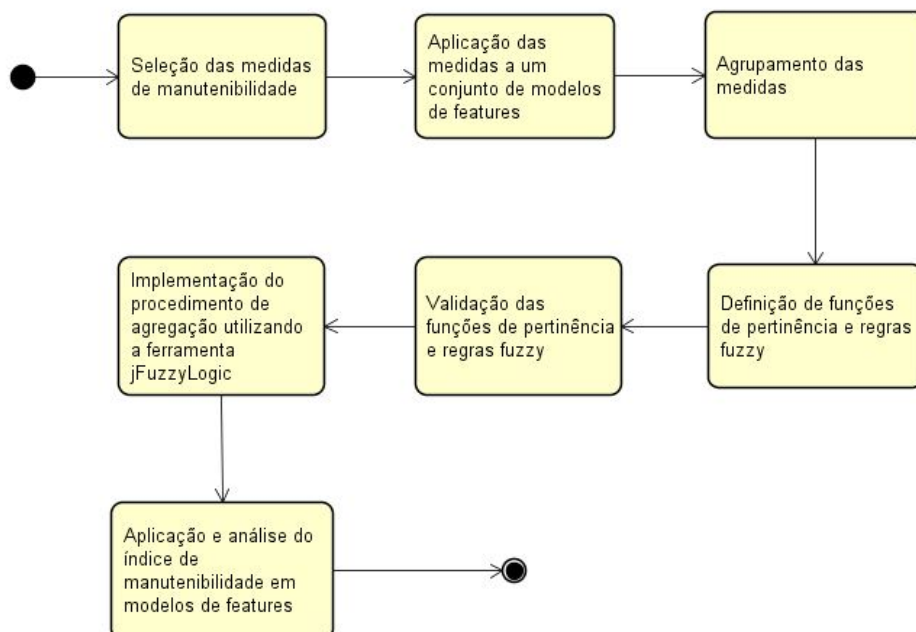 Seleção das medidas
de manutenibilidade
Aplicação das
medidas a um
conjunto de modelos
de features
Agrupamento das
medidas
Definição de funções
de pertinência e regras
fuzzy
Validação das
funções de pertinência
e regras fuzzy
Implementação do
procedimento de
agregação utilizando
a ferramenta
jFuzzyLogic
Aplicação e análise do
índice de
manutenibilidade em
modelos de features